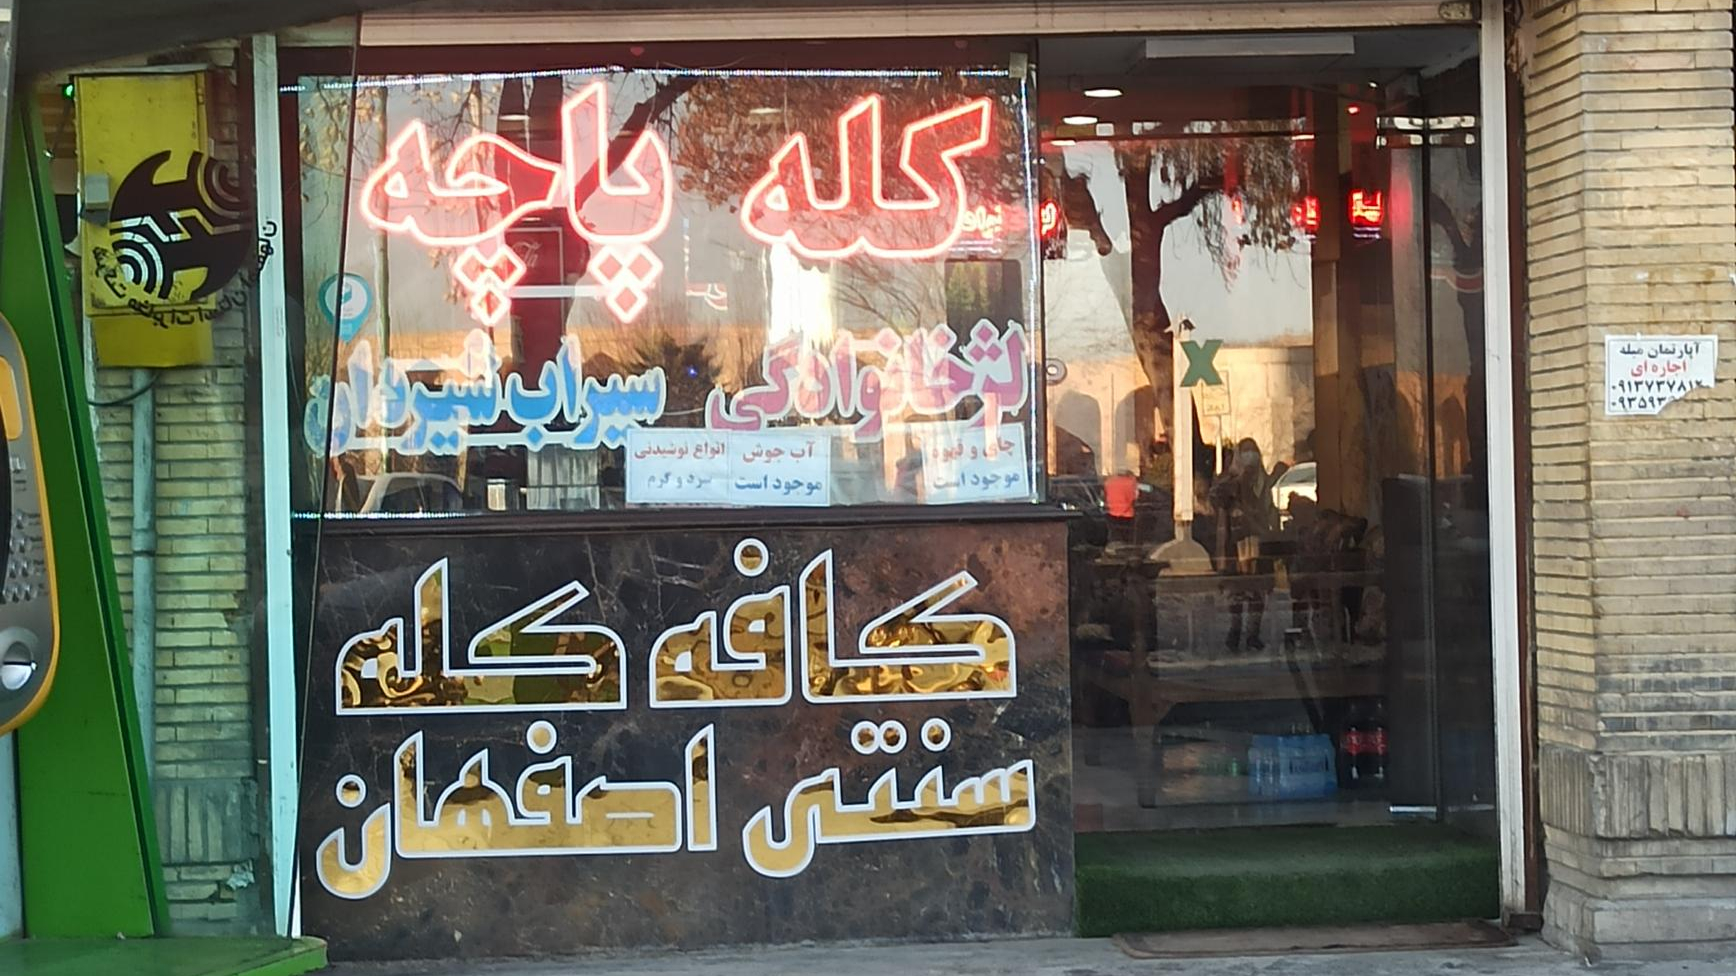 کله پاچه
لژ خانوادگی سیراب شیردان
چای و قهوه
موجود است
آب جوش
موجود است
انواع نوشیدنی
سرد و گرم
کافه کله
سنتی اصفهان
آپارتمان مبله
اجاره ای